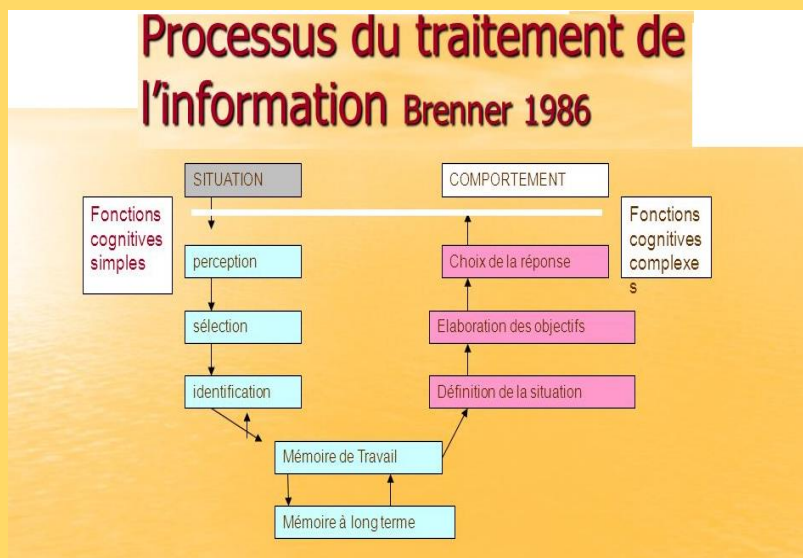 Processus du traitement de
l'information Brenner 1986
SITUATION
COMPORTEMENT
Fonctions
cognitives
simples
Fonctions
cognitives
complexe
s
perception
Choix de la réponse
sélection
Elaboration des objectifs
identification
Définition de la situation
Mémoire de Travail
Mémoire à long terme